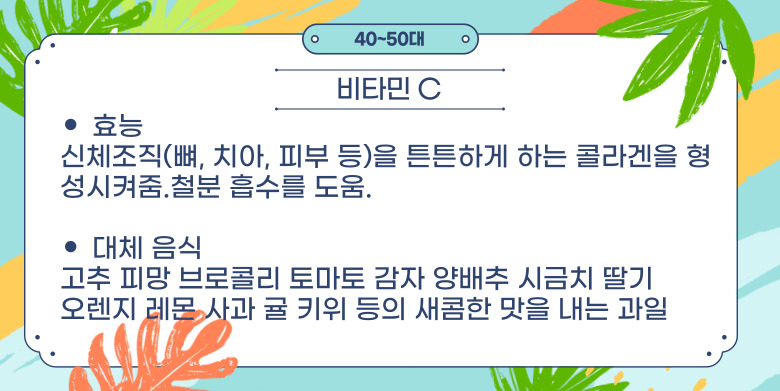 40~50대
비타민 C
● 효능
신체조직(뼈, 치아, 피부 등)을 튼튼하게 하는 콜라겐을 형
성시켜줌.철분 흡수를 도움.
● 대체 음식
고추 피망 브로콜리 토마토 감자 양배추 시금치 딸기
오렌지 레몬 사과 귤 키위 등의 새콤한 맛을 내는 과일